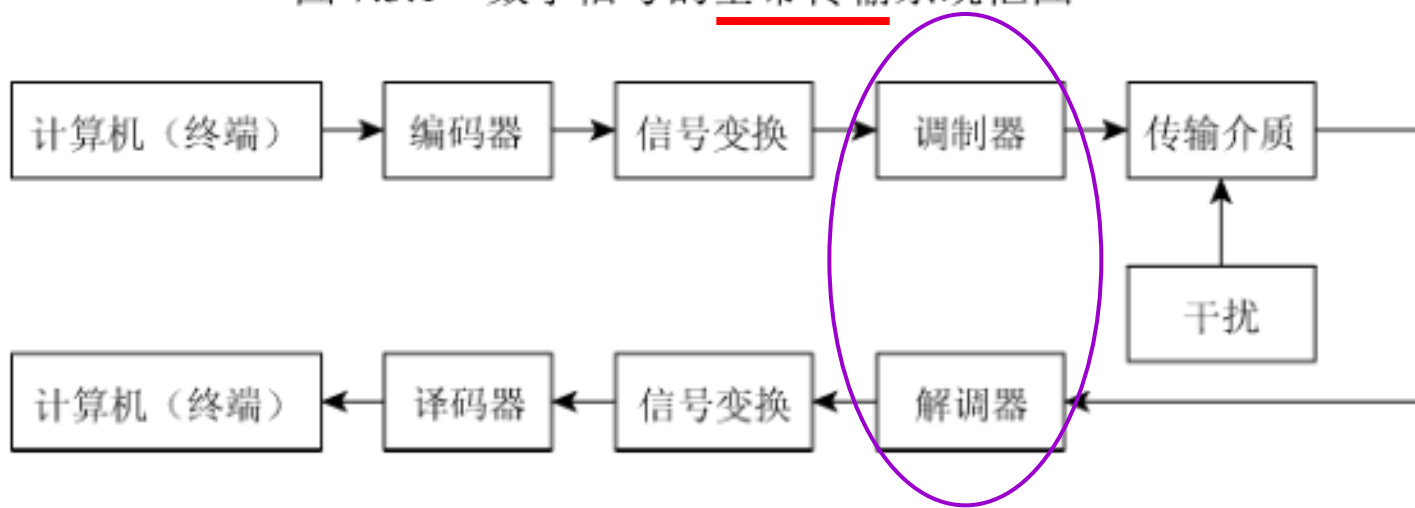 计算机（终端） 编码器 信号变换 调制器 传输介质
干扰
计算机（终端） 译码器 信号变换 解调器